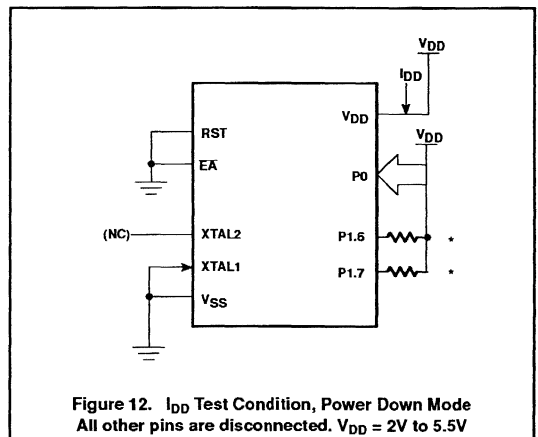 VDD
IDD
VDD
VDD
RST
EA
P0
(NC)
XTAL2
P1.6
*
XTAL1
P1.7
*
VSS
Figure 12. IDD Test Condition, Power Down Mode
All other pins are disconnected. VDD = 2V to 5.5V